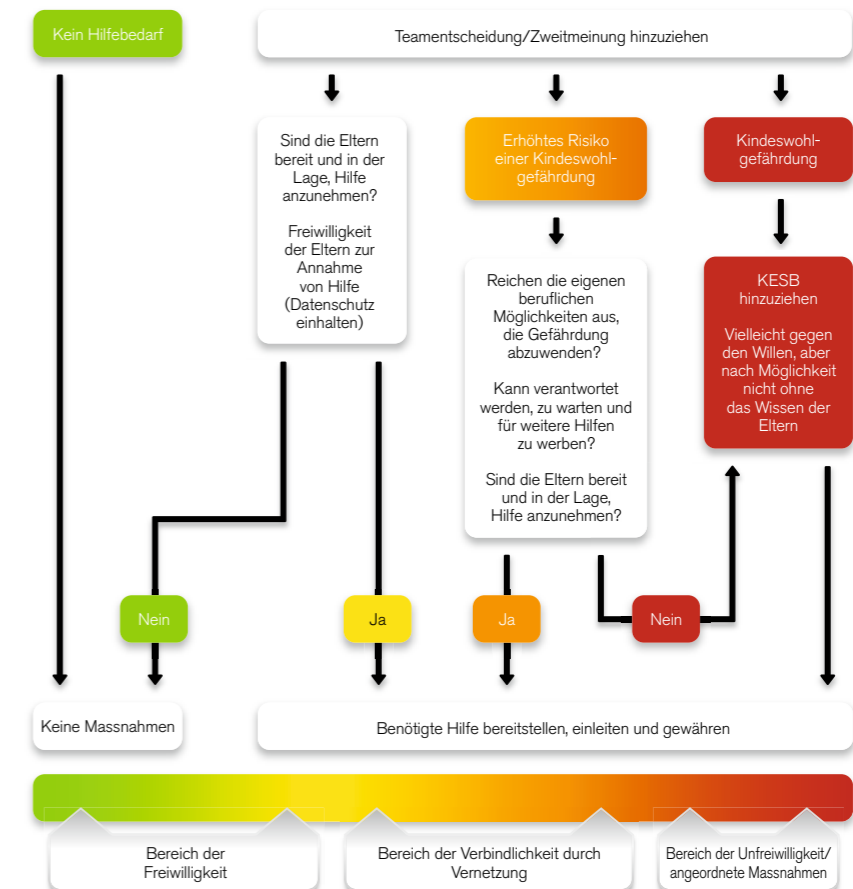 Kein Hilfebedarf
Teamentscheidung/Zweitmeinung hinzuziehen
Sind die Eltern
bereit und in der
Lage, Hilfe
anzunehmen?
Freiwilligkeit
der Eltern zur
Annahme
von Hilfe
(Datenschutz
einhalten)
Erhöhtes Risiko
einer Kindeswohl-
gefährdung
Kindeswohl-
gefährdung
Reichen die eigenen
beruflichen
Möglichkeiten aus,
die Gefährdung
abzuwenden?
Kann verantwortet
werden, zu warten und
für weitere Hilfen
zu werben?
Sind die Eltern bereit
und in der Lage,
Hilfe anzunehmen?
KESB
hinzuziehen
Vielleicht gegen
den Willen, aber
nach Möglichkeit
nicht ohne
das Wissen der
Eltern
Nein
Ja
Ja
Nein
Keine Massnahmen
Benötigte Hilfe bereitstellen, einleiten und gewähren
Bereich der
Freiwilligkeit
Bereich der Verbindlichkeit durch
Vernetzung
Bereich der Unfreiwilligkeit/
angeordnete Massnahmen